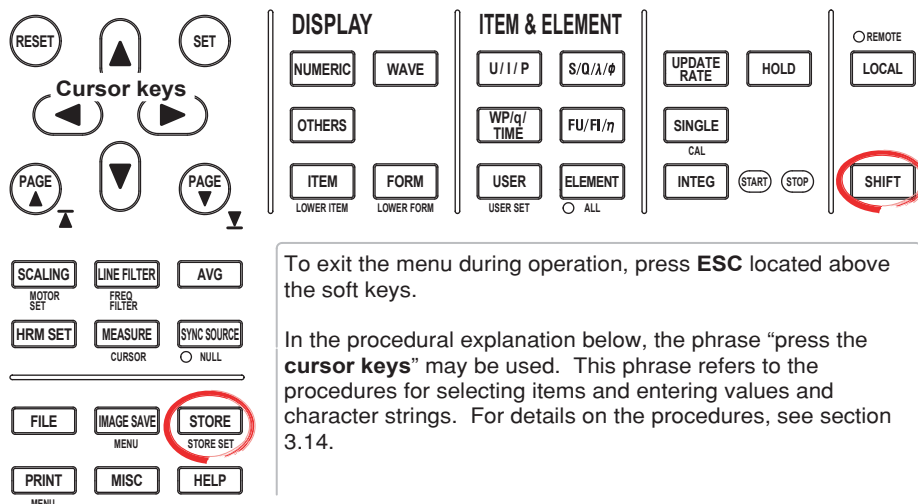 RESET
SET
Cursor keys
PAGE
PAGE
DISPLAY
NUMERIC
WAVE
OTHERS
ITEM
FORM
LOWER ITEM
LOWER FORM
ITEM & ELEMENT
U / I / P
S/Q/λ/φ
WP/q/
TIME
FU/FI/η
USER
ELEMENT
USER SET
ALL
UPDATE
RATE
HOLD
SINGLE
CAL
INTEG
START
STOP
REMOTE
LOCAL
SHIFT
SCALING
LINE FILTER
AVG
MOTOR
SET
FREQ
FILTER
HRM SET
MEASURE
SYNC SOURCE
CURSOR
NULL
FILE
IMAGE SAVE
STORE
MENU
STORE SET
PRINT
MISC
HELP
MENU
To exit the menu during operation, press ESC located above
the soft keys.
In the procedural explanation below, the phrase “press the
cursor keys” may be used. This phrase refers to the
procedures for selecting items and entering values and
character strings. For details on the procedures, see section
3.14.